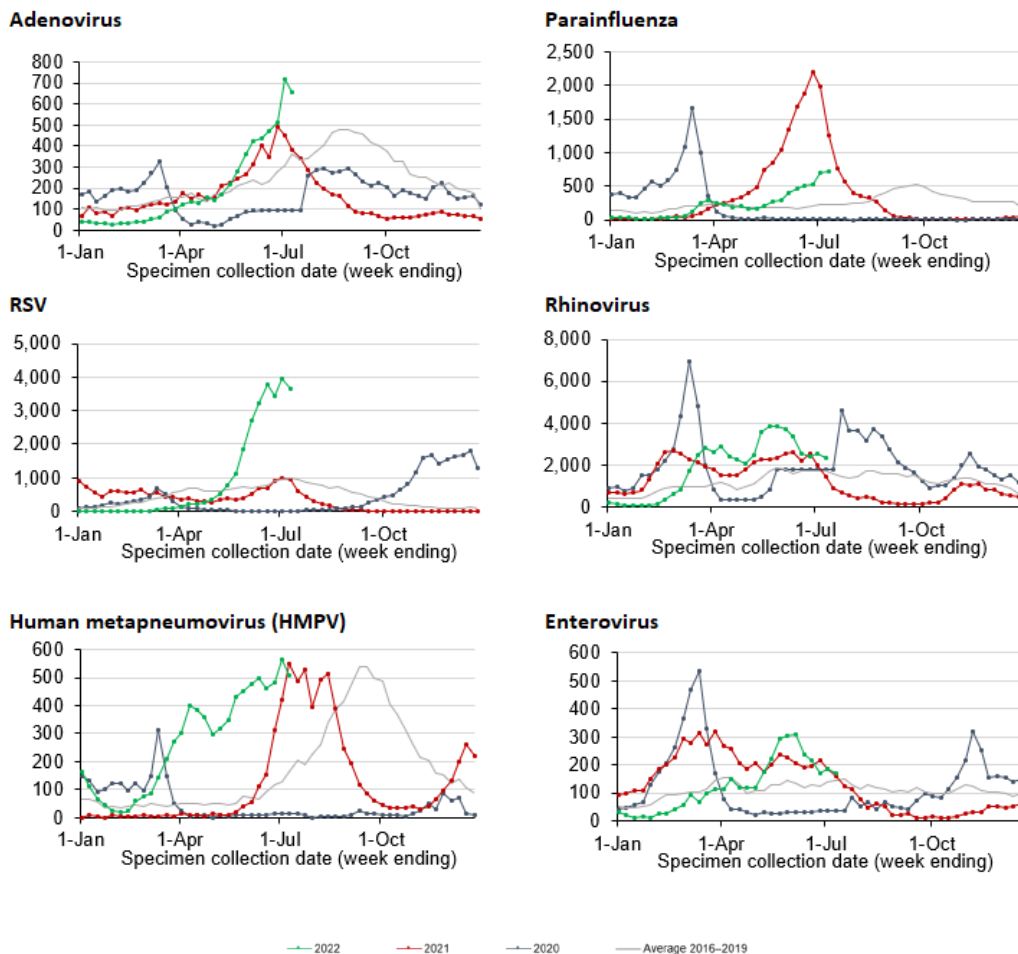 Adenovirus
800
700
600
500
400
300
200
100
0
1-Jan 1-Apr 1-Jul 1-Oct
Specimen collection date (week ending)
Parainfluenza
2,500
2,000
1,500
1,000
500
0
1-Jan 1-Apr 1-Jul 1-Oct
Specimen collection date (week ending)
RSV
5,000
4,000
3,000
2,000
1,000
0
1-Jan 1-Apr 1-Jul 1-Oct
Specimen collection date (week ending)
Rhinovirus
8,000
6,000
4,000
2,000
0
1-Jan 1-Apr 1-Jul 1-Oct
Specimen collection date (week ending)
Human metapneumovirus (HMPV)
600
500
400
300
200
100
0
1-Jan 1-Apr 1-Jul 1-Oct
Specimen collection date (week ending)
Enterovirus
600
500
400
300
200
100
0
1-Jan 1-Apr 1-Jul 1-Oct
Specimen collection date (week ending)
2022 2021 2020 Average 2016–2019